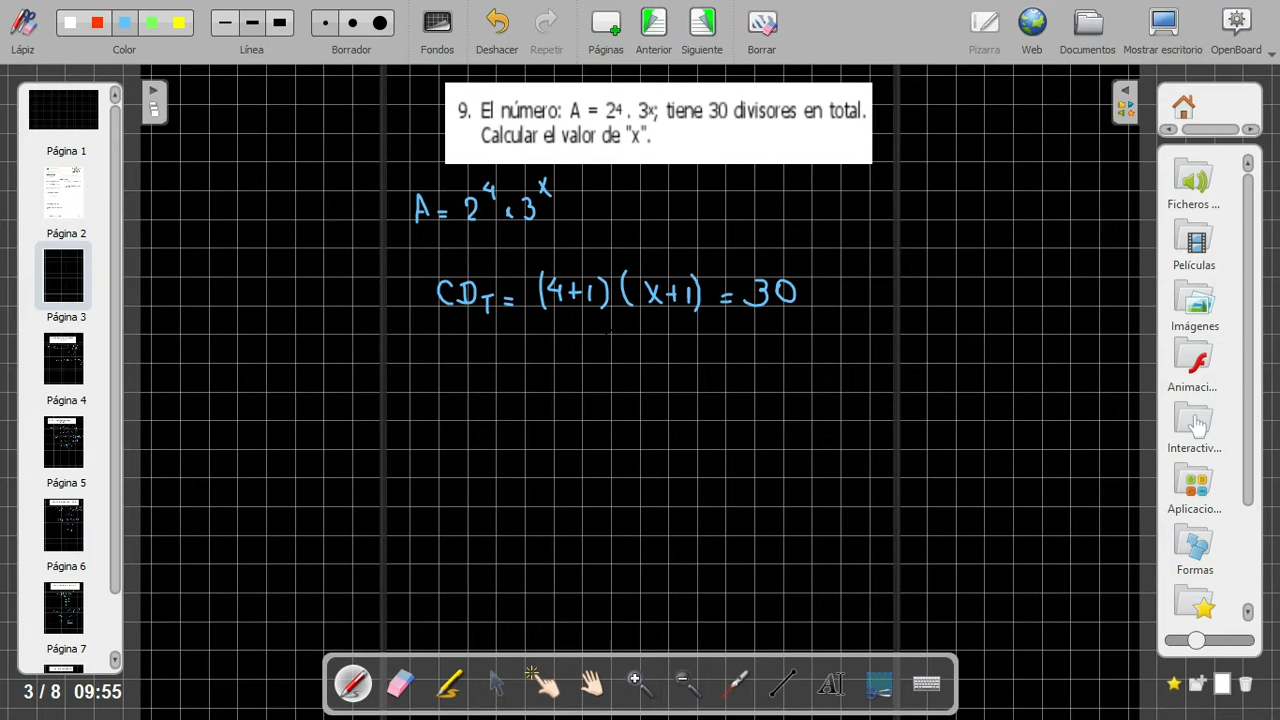 Lápiz Color Línea Borrador Fondos Deshacer Repetir Páginas Anterior Siguiente Borrar Pizarra Web Documentos Mostrar escritorio OpenBoard
9. El número: A = 2⁴ . 3ˣ; tiene 30 divisores en total.
Calcular el valor de "x".
A = 2⁴ . 3ˣ
CD_T = (4+1) (x+1) = 30
Página 1
Página 2
Página 3
Página 4
Página 5
Página 6
Página 7
3 / 8 09:55
Ficheros ...
Películas
Imágenes
Animaci...
Interactiv...
Aplicacio...
Formas
AI